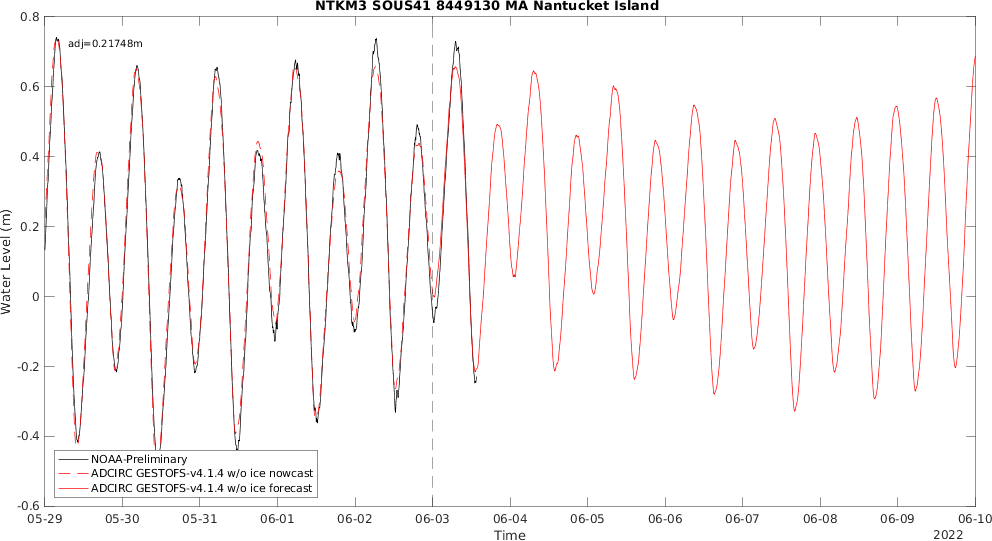 NTKM3 SOUS41 8449130 MA Nantucket Island
adj=0.21748m
Water Level (m)
0.8
0.6
0.4
0.2
0
-0.2
-0.4
-0.6
NOAA-Preliminary
ADCIRC GESTOFS-v4.1.4 w/o ice nowcast
ADCIRC GESTOFS-v4.1.4 w/o ice forecast
05-29 05-30 05-31 06-01 06-02 06-03 06-04 06-05 06-06 06-07 06-08 06-09 06-10
Time
2022